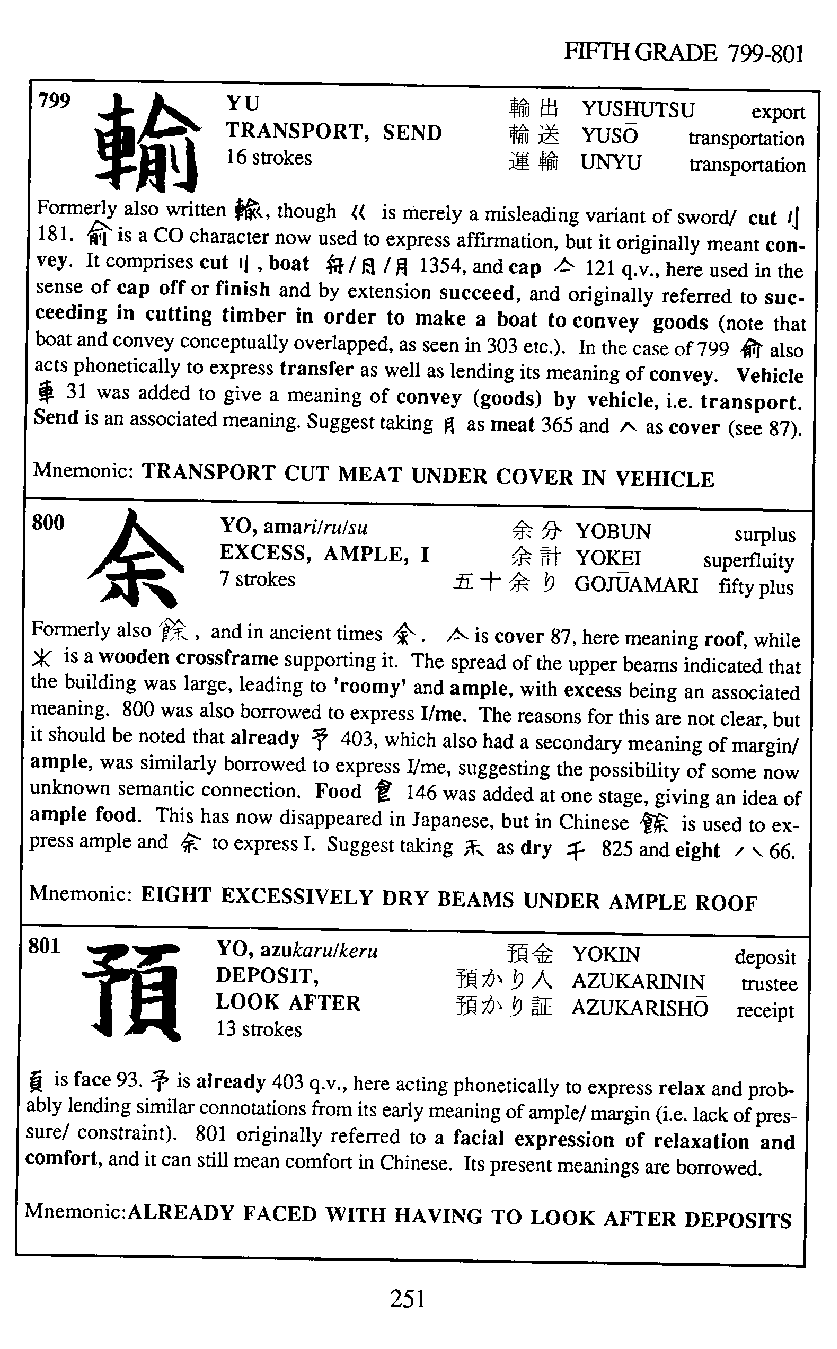 FIFTH GRADE 799-801
799 輸 YU 輸出 YUSHUTSU export
TRANSPORT, SEND 輸送 YUSŌ transportation
16 strokes 運輸 UNYU transportation
Formerly also written 輸, though 巜 is merely a misleading variant of sword/ cut 刂
181. 俞 is a CO character now used to express affirmation, but it originally meant con-
vey. It comprises cut 刂, boat 舟/月/月 1354, and cap 亼 121 q.v., here used in the
sense of cap off or finish and by extension succeed, and originally referred to suc-
ceeding in cutting timber in order to make a boat to convey goods (note that
boat and convey conceptually overlapped, as seen in 303 etc.). In the case of 799 俞 also
acts phonetically to express transfer as well as lending its meaning of convey. Vehicle
車 31 was added to give a meaning of convey (goods) by vehicle, i.e. transport.
Send is an associated meaning. Suggest taking 月 as meat 365 and 𠆢 as cover (see 87).
Mnemonic: TRANSPORT CUT MEAT UNDER COVER IN VEHICLE
800 余 YO, amari/ru/su 余分 YOBUN surplus
EXCESS, AMPLE, I 余計 YOKEI superfluity
7 strokes 五十余り GOJŪAMARI fifty plus
Formerly also 餘, and in ancient times . 亼 is cover 87, here meaning roof, while
 is a wooden crossframe supporting it. The spread of the upper beams indicated that
the building was large, leading to 'roomy' and ample, with excess being an associated
meaning. 800 was also borrowed to express I/me. The reasons for this are not clear, but
it should be noted that already 予 403, which also had a secondary meaning of margin/
ample, was similarly borrowed to express I/me, suggesting the possibility of some now
unknown semantic connection. Food 食 146 was added at one stage, giving an idea of
ample food. This has now disappeared in Japanese, but in Chinese 餘 is used to ex-
press ample and 余 to express I. Suggest taking 禾 as dry 干 825 and eight 八 66.
Mnemonic: EIGHT EXCESSIVELY DRY BEAMS UNDER AMPLE ROOF
801 預 YO, azukaru/keru 預金 YOKIN deposit
DEPOSIT, 預かり人 AZUKARININ trustee
LOOK AFTER 預かり証 AZUKARISHŌ receipt
13 strokes
頁 is face 93. 予 is already 403 q.v., here acting phonetically to express relax and prob-
ably lending similar connotations from its early meaning of ample/ margin (i.e. lack of pres-
sure/ constraint). 801 originally referred to a facial expression of relaxation and
comfort, and it can still mean comfort in Chinese. Its present meanings are borrowed.
Mnemonic:ALREADY FACED WITH HAVING TO LOOK AFTER DEPOSITS
251